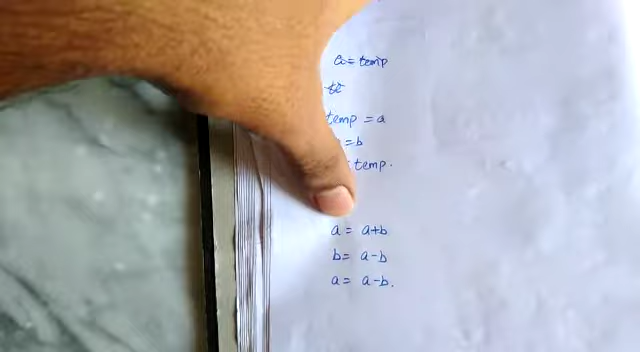 a = temp
temp = a
= b
= temp.
a = a+b
b = a-b
a = a-b.